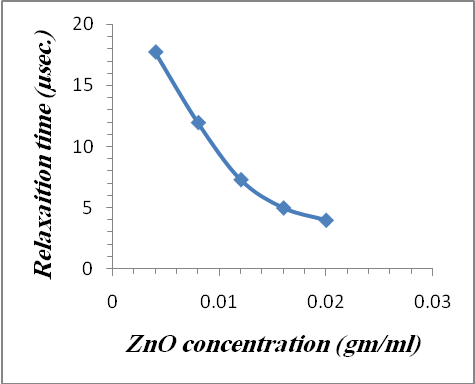 Relaxaition time (µsec.)
20
15
10
5
0
0 0.01 0.02 0.03
ZnO concentration (gm/ml)